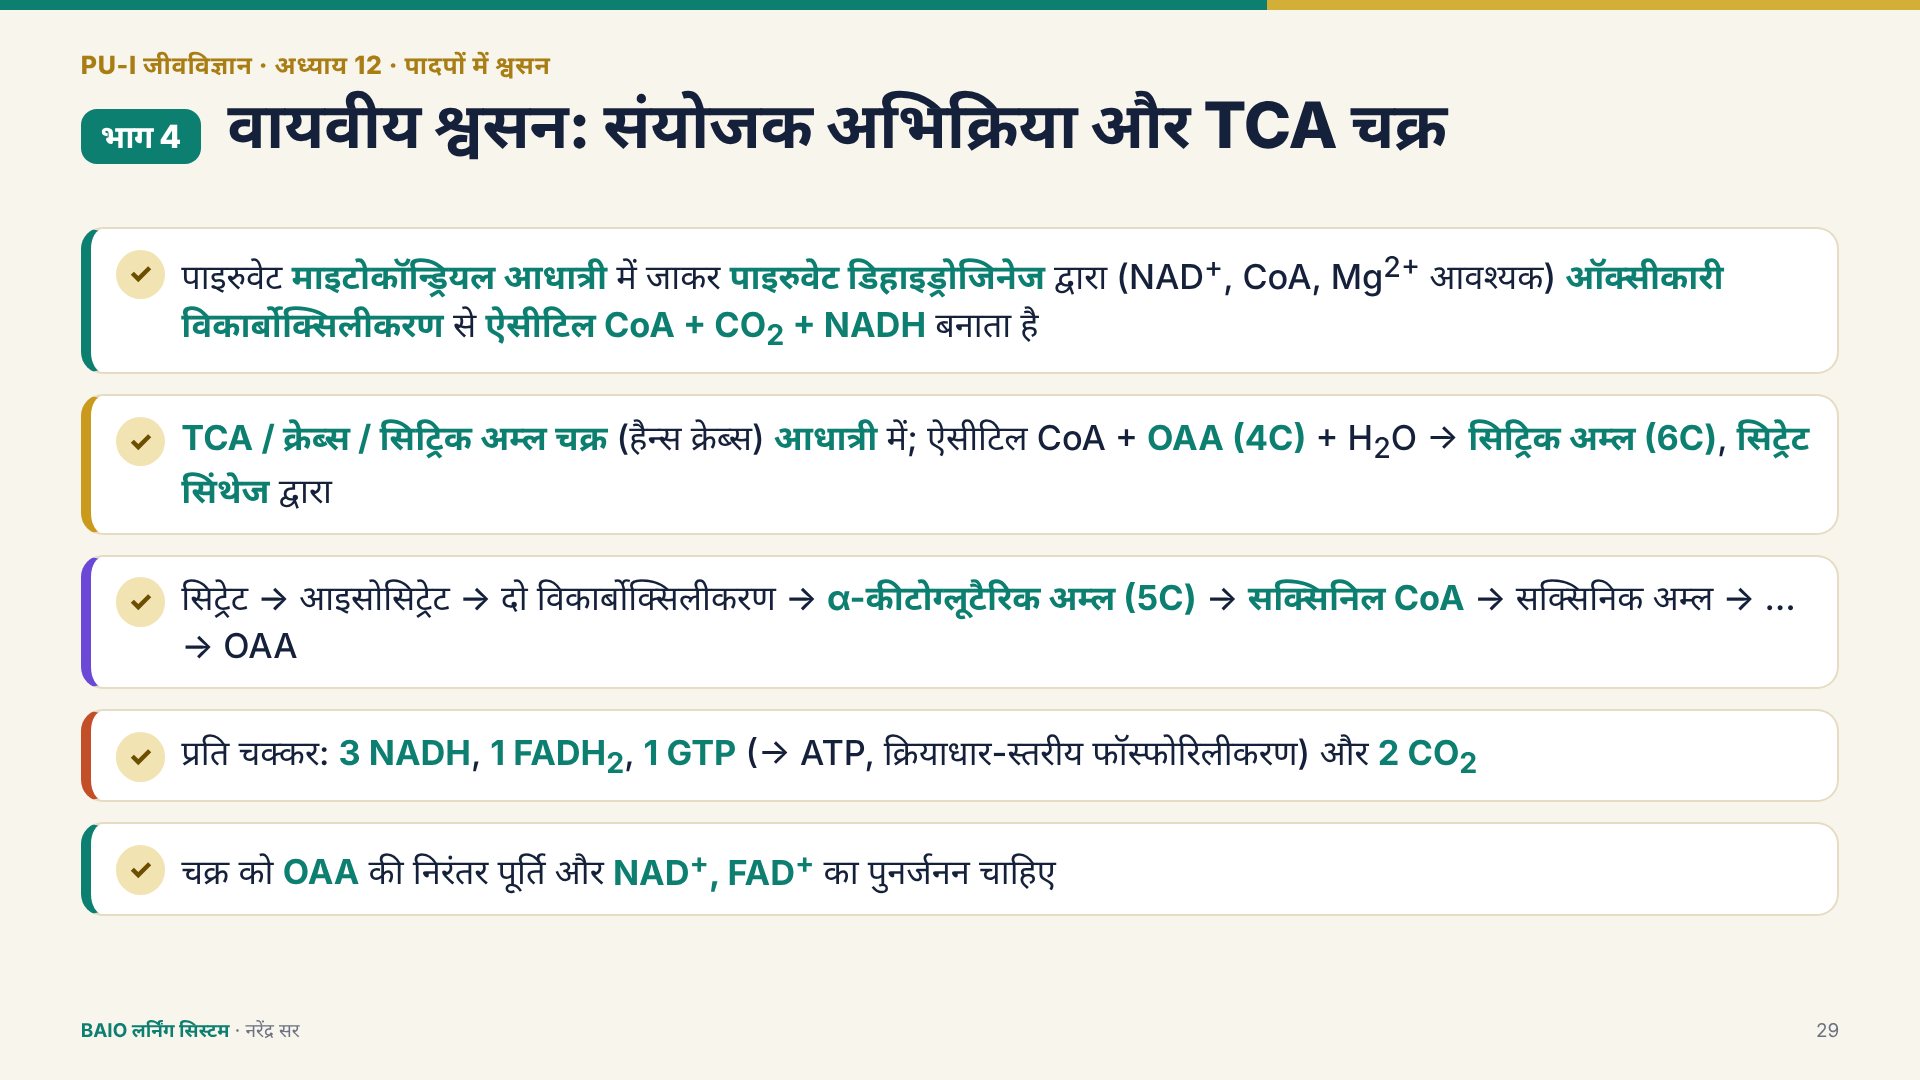 PU-I जीवविज्ञान · अध्याय 12 · पादपों में श्वसन
भाग 4 वायवीय श्वसन: संयोजक अभिक्रिया और TCA चक्र
पाइरुवेट माइटोकॉन्ड्रियल आधात्री में जाकर पाइरुवेट डिहाइड्रोजिनेज द्वारा (NAD⁺, CoA, Mg²⁺ आवश्यक) ऑक्सीकारी
विकार्बोक्सिलीकरण से ऐसीटिल CoA + CO₂ + NADH बनाता है
TCA / क्रेब्स / सिट्रिक अम्ल चक्र (हैन्स क्रेब्स) आधात्री में; ऐसीटिल CoA + OAA (4C) + H₂O → सिट्रिक अम्ल (6C), सिट्रेट
सिंथेज द्वारा
सिट्रेट → आइसोसिट्रेट → दो विकार्बोक्सिलीकरण → α-कीटोग्लूटैरिक अम्ल (5C) → सक्सिनिल CoA → सक्सिनिक अम्ल → …
→ OAA
प्रति चक्कर: 3 NADH, 1 FADH₂, 1 GTP (→ ATP, क्रियाधार-स्तरीय फॉस्फोरिलीकरण) और 2 CO₂
चक्र को OAA की निरंतर पूर्ति और NAD⁺, FAD⁺ का पुनर्जनन चाहिए
BAIO लर्निंग सिस्टम · नरेंद्र सर
29